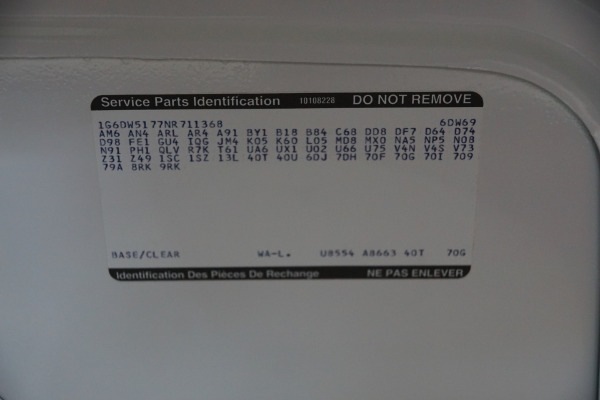 Service Parts Identification 10108228 DO NOT REMOVE
1G6DW5177NR711368 6DW69
AM6 AN4 ARL AR4 A91 BY1 B18 B84 C68 DD8 DF7 D64 D74
D98 FE1 GU4 IQG JM4 K05 K60 L05 MD8 MX0 NA5 NP5 N08
N91 PH1 QLV R7K T61 UA6 UX1 U02 U66 U75 V4N V4S V73
Z31 Z49 1SC 1SZ 13L 40T 40U 6DJ 7DH 70F 70G 70I 709
79A 8RK 9RK
BASE/CLEAR WA-L. U8554 A8663 40T 70G
Identification Des Pièces De Rechange NE PAS ENLEVER